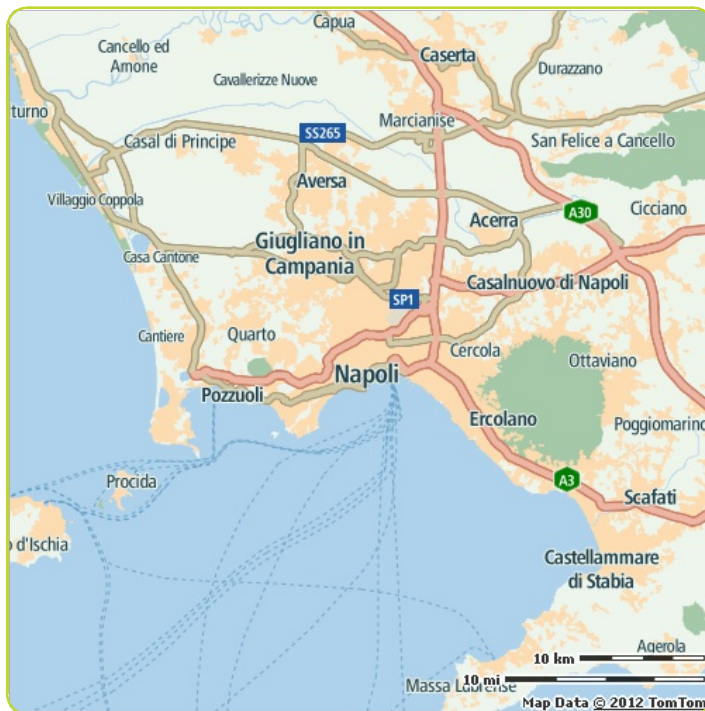 Capua
Cancello ed
Arnone
Caserta
Durazzano
Cavallerizze Nuove
turno
Marcianise
SS265
Casal di Principe
San Felice a Cancello
Aversa
Villaggio Coppola
Acerra
A30
Cicciano
Giugliano in
Campania
Casa Cantone
Casalnuovo di Napoli
SP1
Cantiere
Quarto
Cercola
Ottaviano
Napoli
Pozzuoli
Ercolano
Poggiomarino
Procida
A3
Scafati
o d'Ischia
Castellammare
di Stabia
Agerola
10 km
10 mi
Massa Lubrense
Map Data © 2012 TomTom